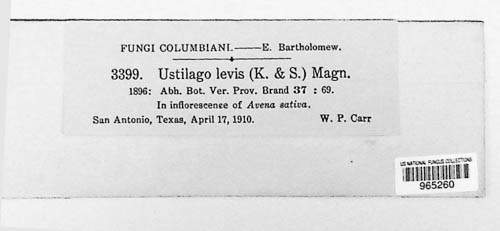 FUNGI COLUMBIANI.——E. Bartholomew.
3399. Ustilago levis (K. & S.) Magn.
1896: Abh. Bot. Ver. Prov. Brand 37 : 69.
In inflorescence of Avena sativa.
San Antonio, Texas, April 17, 1910. W. P. Carr
US NATIONAL FUNGUS COLLECTIONS
965260